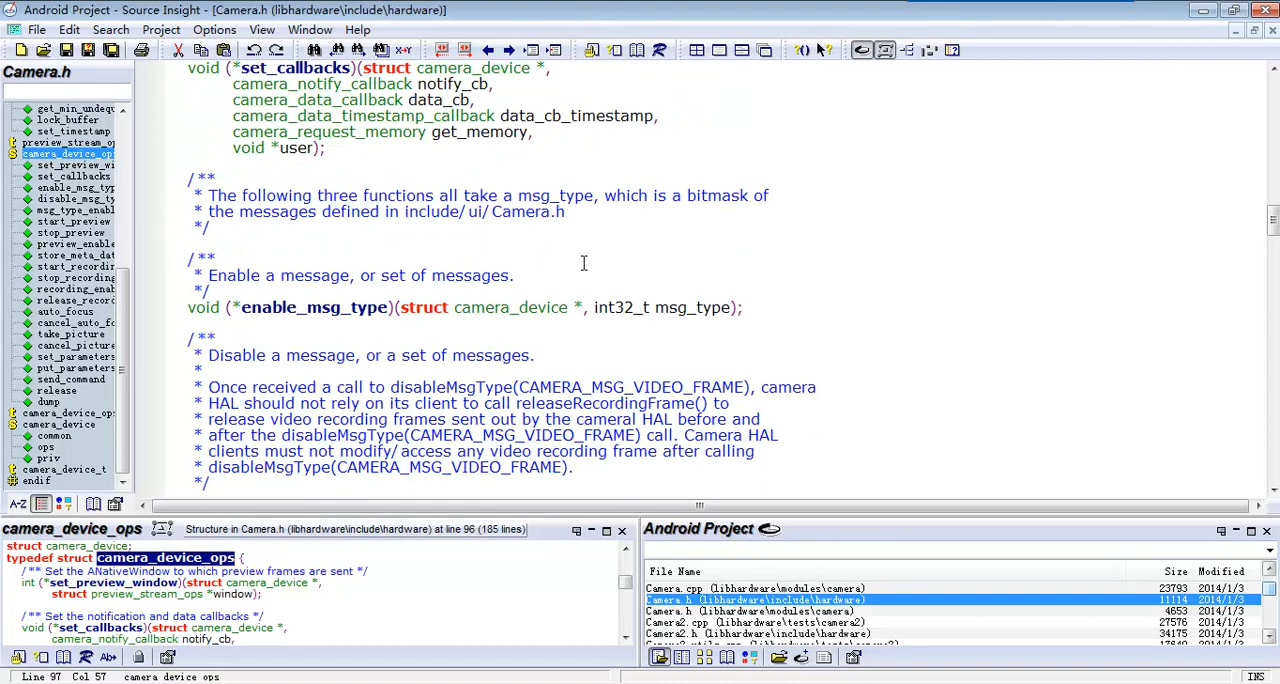 Android Project - Source Insight - [Camera.h (libhardware\include\hardware)]
File Edit Search Project Options View Window Help
Camera.h
get_min_undequ
lock_buffer
set_timestamp
preview_stream_op
camera_device_ops
set_preview_wi
set_callbacks
enable_msg_typ
disable_msg_ty
msg_type_enabl
start_preview
stop_preview
preview_enable
store_meta_dat
start_recordin
stop_recording
recording_enab
release_record
auto_focus
cancel_auto_fo
take_picture
cancel_picture
set_parameters
put_parameters
send_command
release
dump
camera_device_ops
camera_device
common
ops
priv
camera_device_t
endif
A-Z
void (*set_callbacks)(struct camera_device *,
camera_notify_callback notify_cb,
camera_data_callback data_cb,
camera_data_timestamp_callback data_cb_timestamp,
camera_request_memory get_memory,
void *user);
/**
* The following three functions all take a msg_type, which is a bitmask of
* the messages defined in include/ui/Camera.h
*/
/**
* Enable a message, or set of messages.
*/
void (*enable_msg_type)(struct camera_device *, int32_t msg_type);
/**
* Disable a message, or a set of messages.
*
* Once received a call to disableMsgType(CAMERA_MSG_VIDEO_FRAME), camera
* HAL should not rely on its client to call releaseRecordingFrame() to
* release video recording frames sent out by the cameral HAL before and
* after the disableMsgType(CAMERA_MSG_VIDEO_FRAME) call. Camera HAL
* clients must not modify/access any video recording frame after calling
* disableMsgType(CAMERA_MSG_VIDEO_FRAME).
*/
camera_device_ops Structure in Camera.h (libhardware\include\hardware) at line 96 (185 lines)
struct camera_device;
typedef struct camera_device_ops {
/** Set the ANativeWindow to which preview frames are sent */
int (*set_preview_window)(struct camera_device *,
struct preview_stream_ops *window);
/** Set the notification and data callbacks */
void (*set_callbacks)(struct camera_device *,
camera_notify_callback notify_cb,
Android Project
File Name Size Modified
Camera.cpp (libhardware\modules\camera) 23793 2014/1/3
Camera.h (libhardware\include\hardware) 11114 2014/1/3
Camera.h (libhardware\modules\camera) 4653 2014/1/3
Camera2.cpp (libhardware\tests\camera2) 27576 2014/1/3
Camera2.h (libhardware\include\hardware) 34175 2014/1/3
Line 97 Col 57 camera_device_ops INS